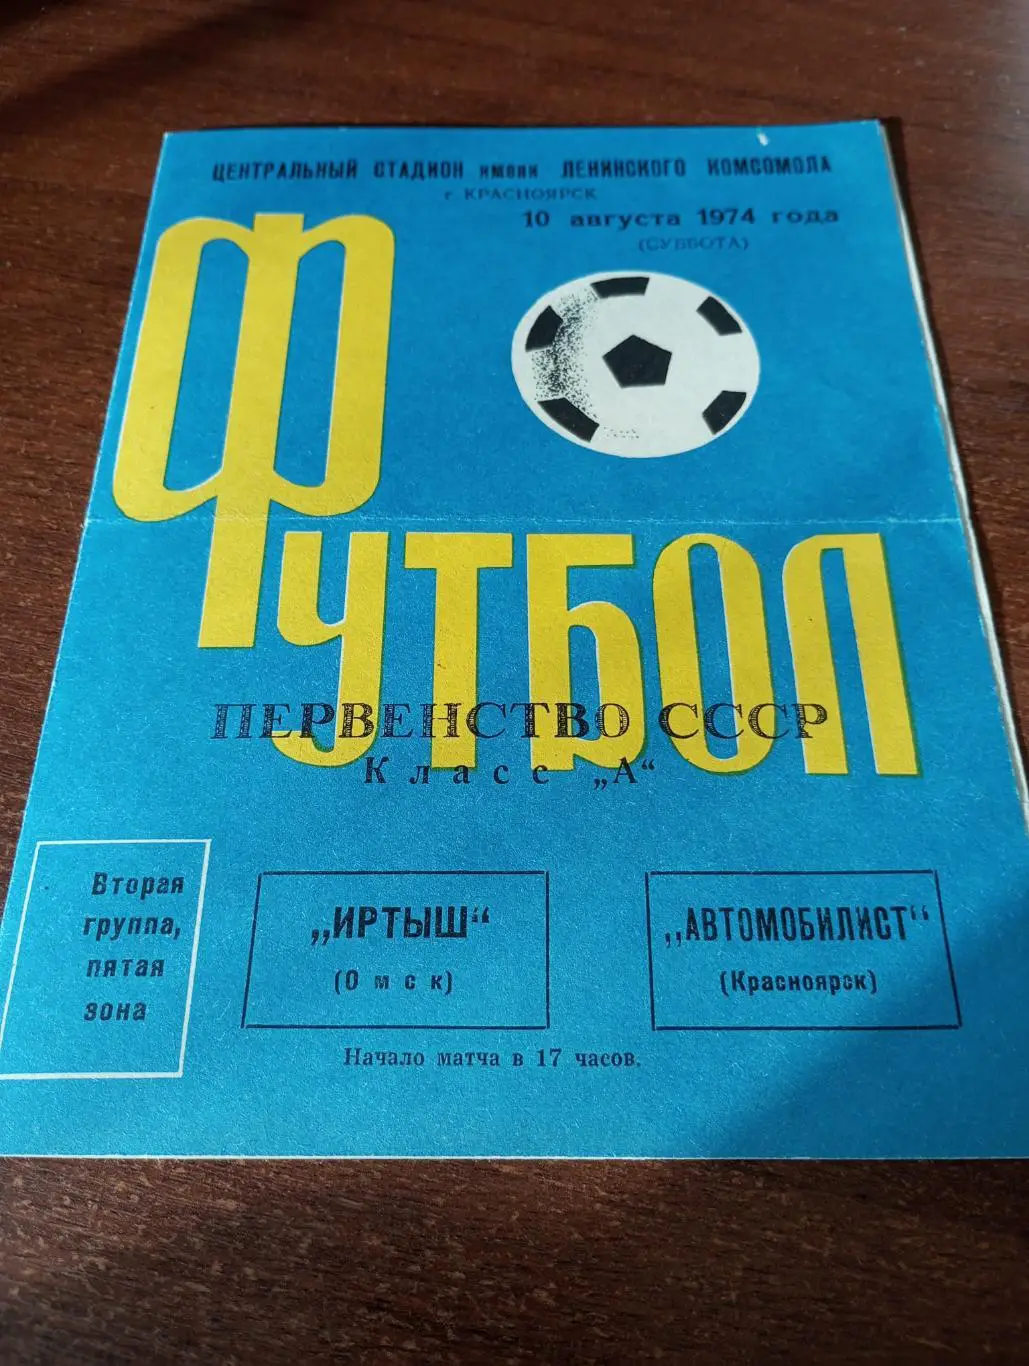 ЦЕНТРАЛЬНЫЙ СТАДИОН имени ЛЕНИНСКОГО КОМСОМОЛА
г. КРАСНОЯРСК
10 августа 1974 года
(СУББОТА)
ФУТБОЛ
ПЕРВЕНСТВО СССР
Класс „А“
Вторая
группа,
пятая
зона
„ИРТЫШ“
(Омск)
„АВТОМОБИЛИСТ“
(Красноярск)
Начало матча в 17 часов.